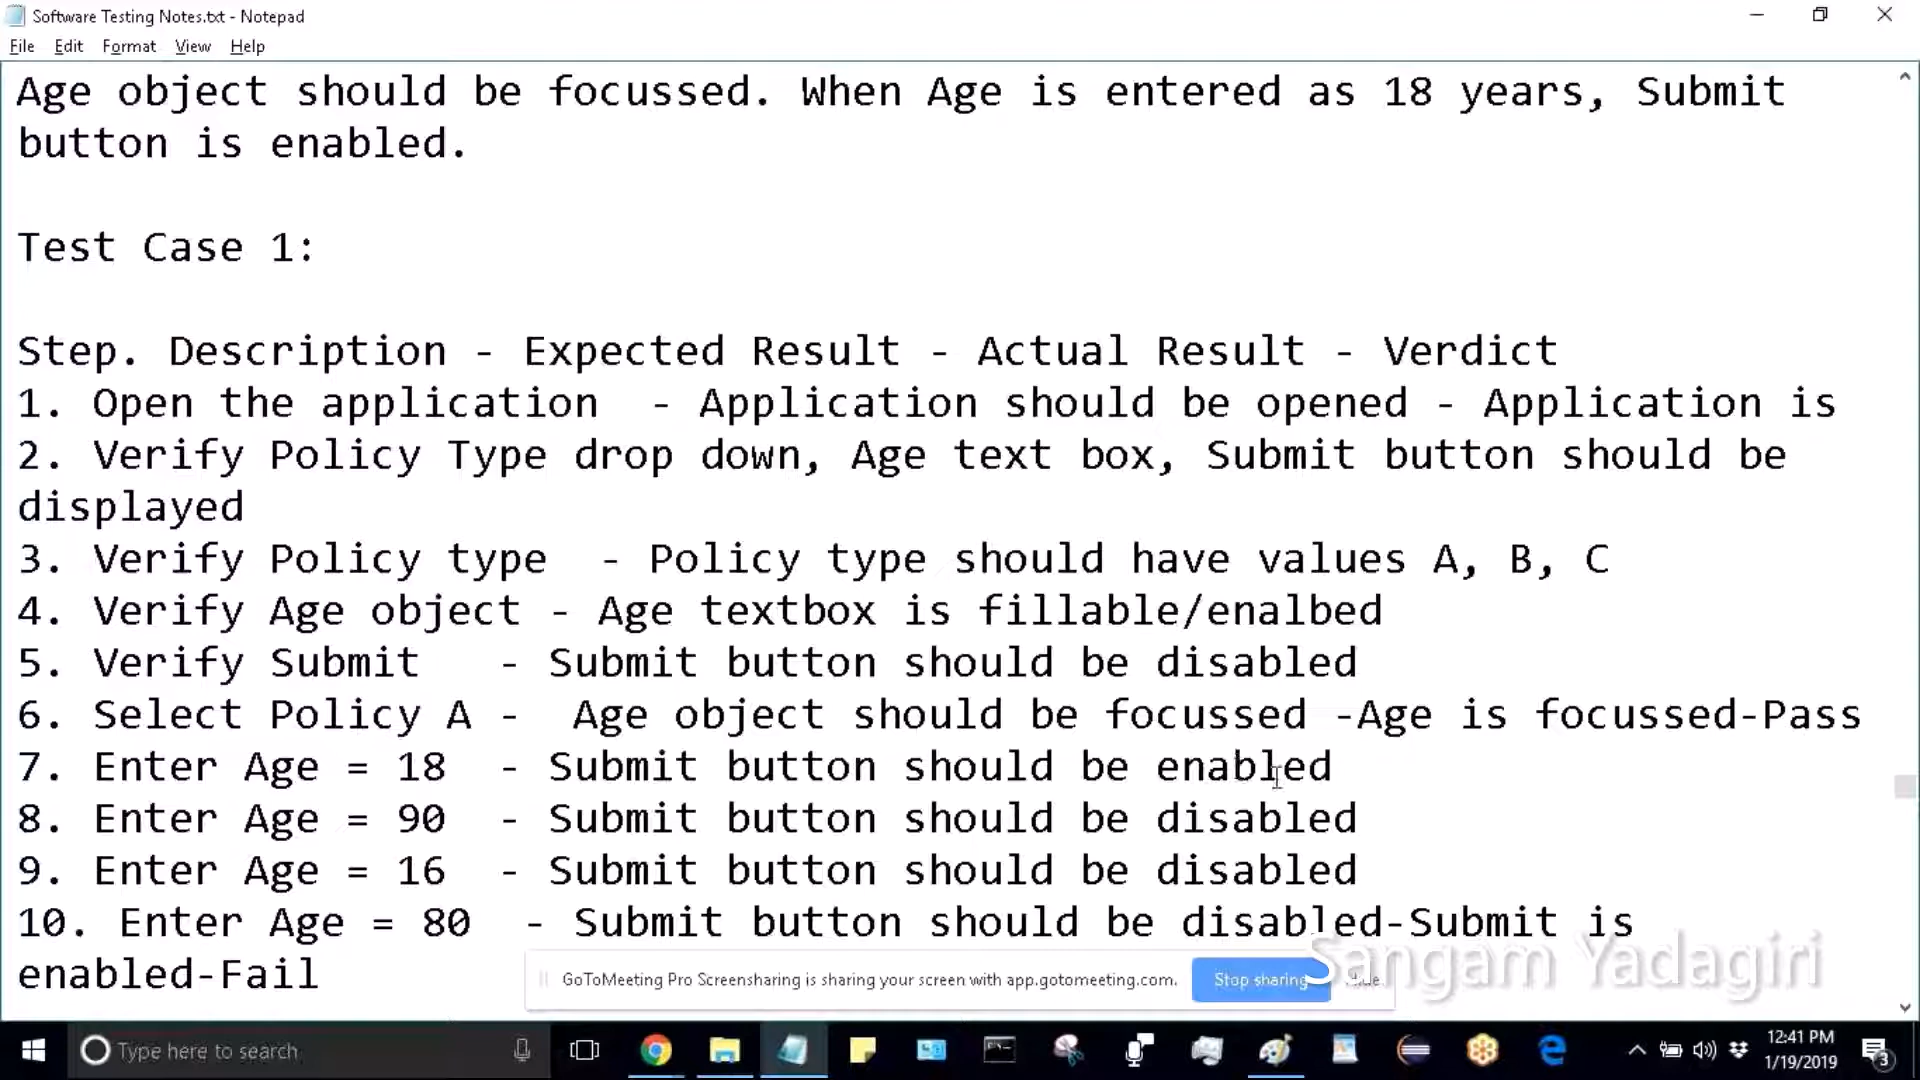 Software Testing Notes.txt - Notepad
File Edit Format View Help
Age object should be focussed. When Age is entered as 18 years, Submit
button is enabled.
Test Case 1:
Step. Description - Expected Result - Actual Result - Verdict
1. Open the application - Application should be opened - Application is
2. Verify Policy Type drop down, Age text box, Submit button should be
displayed
3. Verify Policy type - Policy type should have values A, B, C
4. Verify Age object - Age textbox is fillable/enalbed
5. Verify Submit - Submit button should be disabled
6. Select Policy A - Age object should be focussed -Age is focussed-Pass
7. Enter Age = 18 - Submit button should be enabled
8. Enter Age = 90 - Submit button should be disabled
9. Enter Age = 16 - Submit button should be disabled
10. Enter Age = 80 - Submit button should be disabled-Submit is
enabled-Fail
Sangam Yadagiri
GoToMeeting Pro Screensharing is sharing your screen with app.gotomeeting.com. Stop sharing Hide
Type here to search
12:41 PM
1/19/2019
3